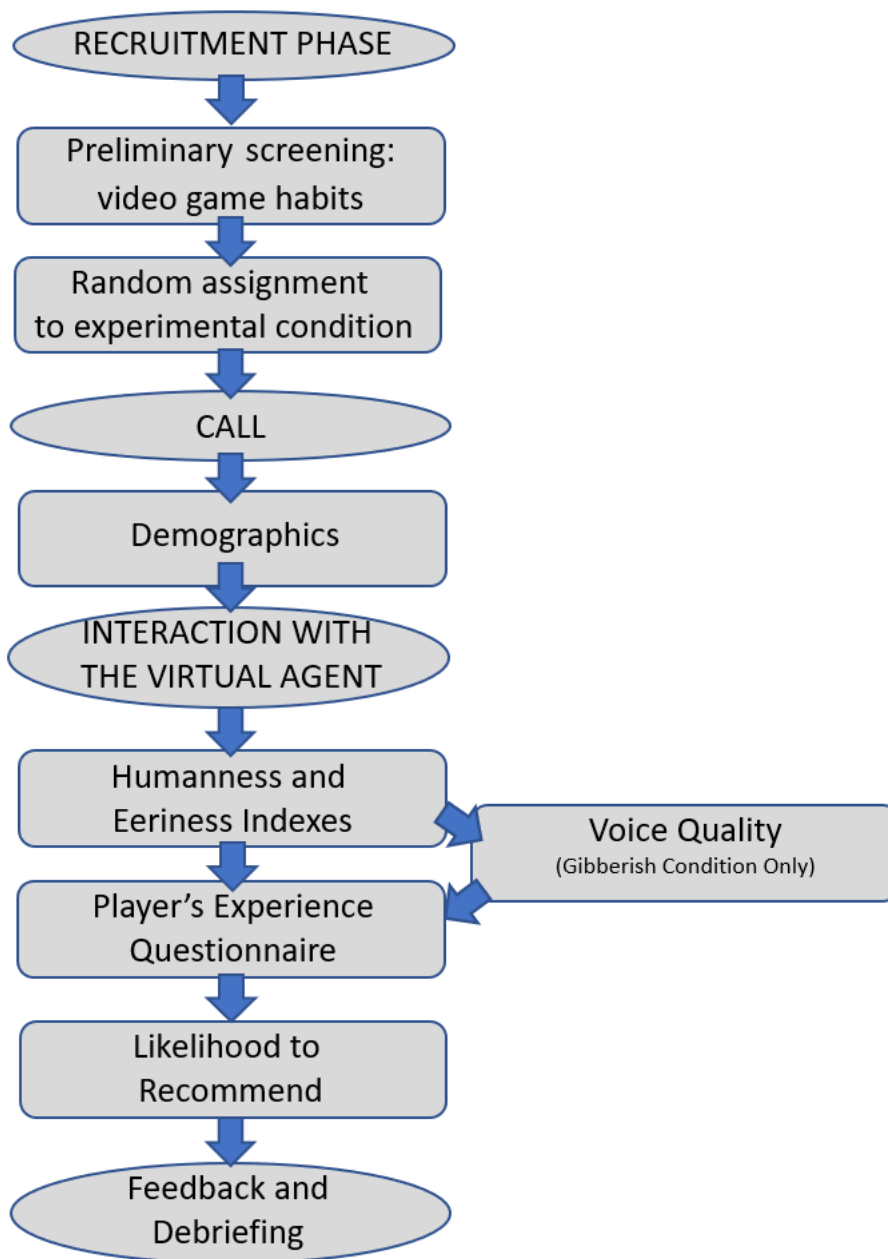 RECRUITMENT PHASE
Preliminary screening:
video game habits
Random assignment
to experimental condition
CALL
Demographics
INTERACTION WITH
THE VIRTUAL AGENT
Humanness and
Eeriness Indexes
Voice Quality
(Gibberish Condition Only)
Player’s Experience
Questionnaire
Likelihood to
Recommend
Feedback and
Debriefing